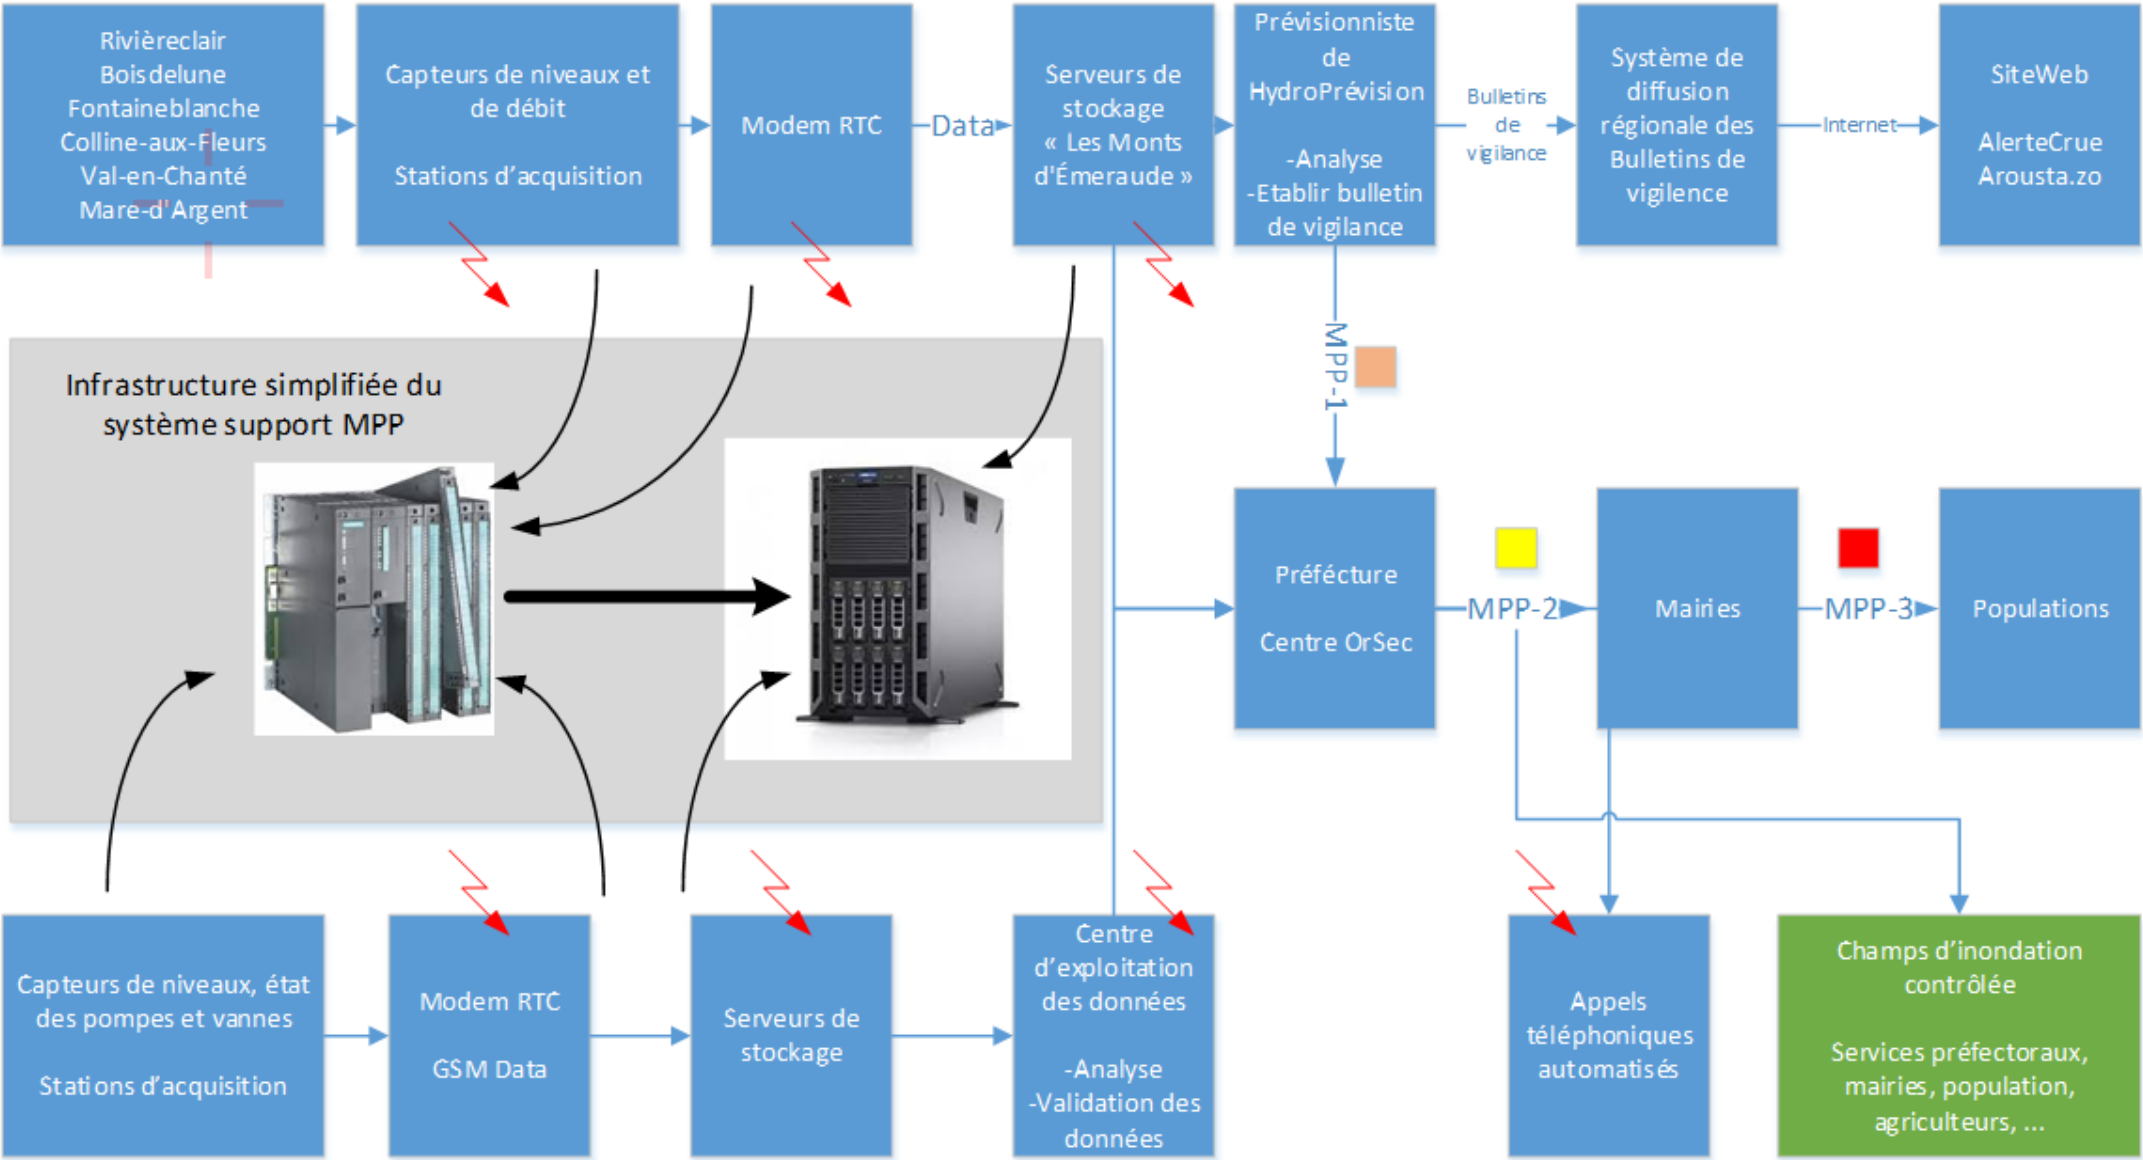 Rivièreclair
Boisdelune
Fontaineblanche
Colline-aux-Fleurs
Val-en-Chanté
Mare-d'Argent
Capteurs de niveaux et
de débit
Stations d'acquisition
Modem RTC
Data
Serveurs de
stockage
« Les Monts
d'Émeraude »
Prévisionniste
de
HydroPrévision
-Analyse
-Etablir bulletin
de vigilance
Bulletins
de
vigilance
Système de
diffusion
régionale des
Bulletins de
vigilence
Internet
SiteWeb
AlerteCrue
Arousta.zo
Infrastructure simplifiée du
système support MPP
MPP-1
Préfécture
Centre OrSec
MPP-2
Mairies
MPP-3
Populations
Capteurs de niveaux, état
des pompes et vannes
Stations d'acquisition
Modem RTC
GSM Data
Serveurs de
stockage
Centre
d'exploitation
des données
-Analyse
-Validation des
données
Appels
téléphoniques
automatisés
Champs d'inondation
contrôlée
Services préfectoraux,
mairies, population,
agriculteurs, ...